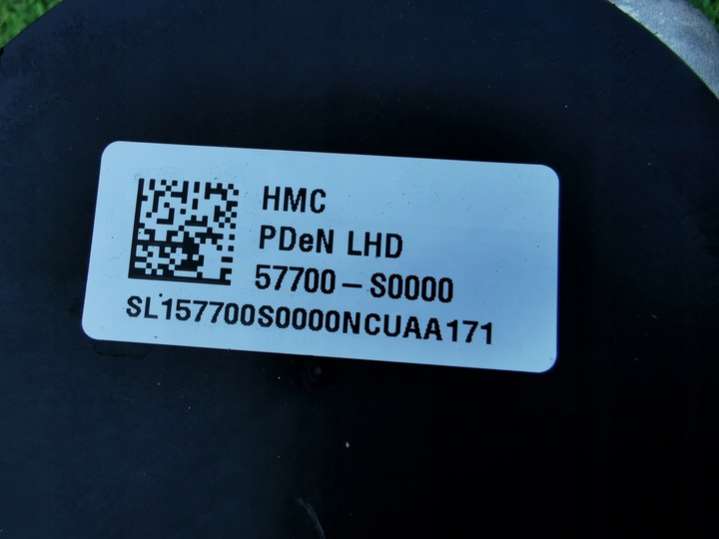 HMC
PDeN LHD
57700-S0000
SL157700S0000NCUAA171